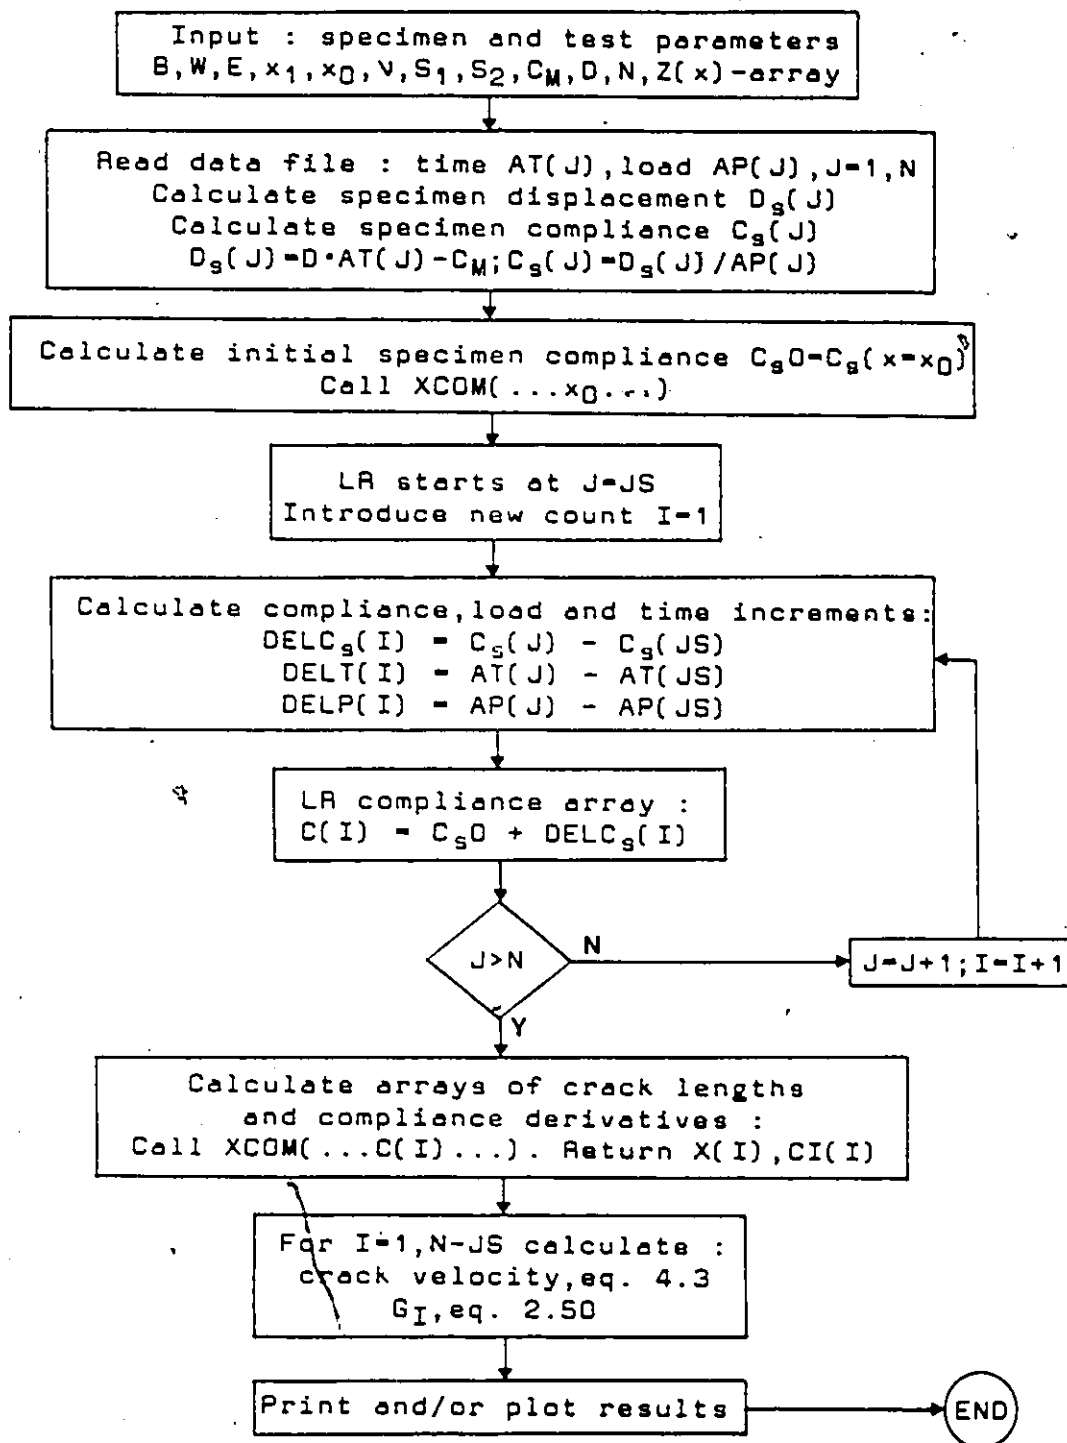 Input : specimen and test parameters
B,W,E,x₁,x₀,V,S₁,S₂,C_M,D,N,Z(x)-array
Read data file : time AT(J),load AP(J),J=1,N
Calculate specimen displacement Dₛ(J)
Calculate specimen compliance Cₛ(J)
Dₛ(J)=D·AT(J)-C_M;Cₛ(J)=Dₛ(J)/AP(J)
Calculate initial specimen compliance Cₛ0=Cₛ(x=x₀)
Call XCOM(...x₀...)
LR starts at J=JS
Introduce new count I=1
Calculate compliance,load and time increments:
DELCₛ(I) = Cₛ(J) - Cₛ(JS)
DELT(I) = AT(J) - AT(JS)
DELP(I) = AP(J) - AP(JS)
LR compliance array :
C(I) = Cₛ0 + DELCₛ(I)
J>N
N
J=J+1;I=I+1
Y
Calculate arrays of crack lengths
and compliance derivatives :
Call XCOM(...C(I)...). Return X(I),CI(I)
For I=1,N-JS calculate :
crack velocity,eq. 4.3
G_I,eq. 2.50
Print and/or plot results
END